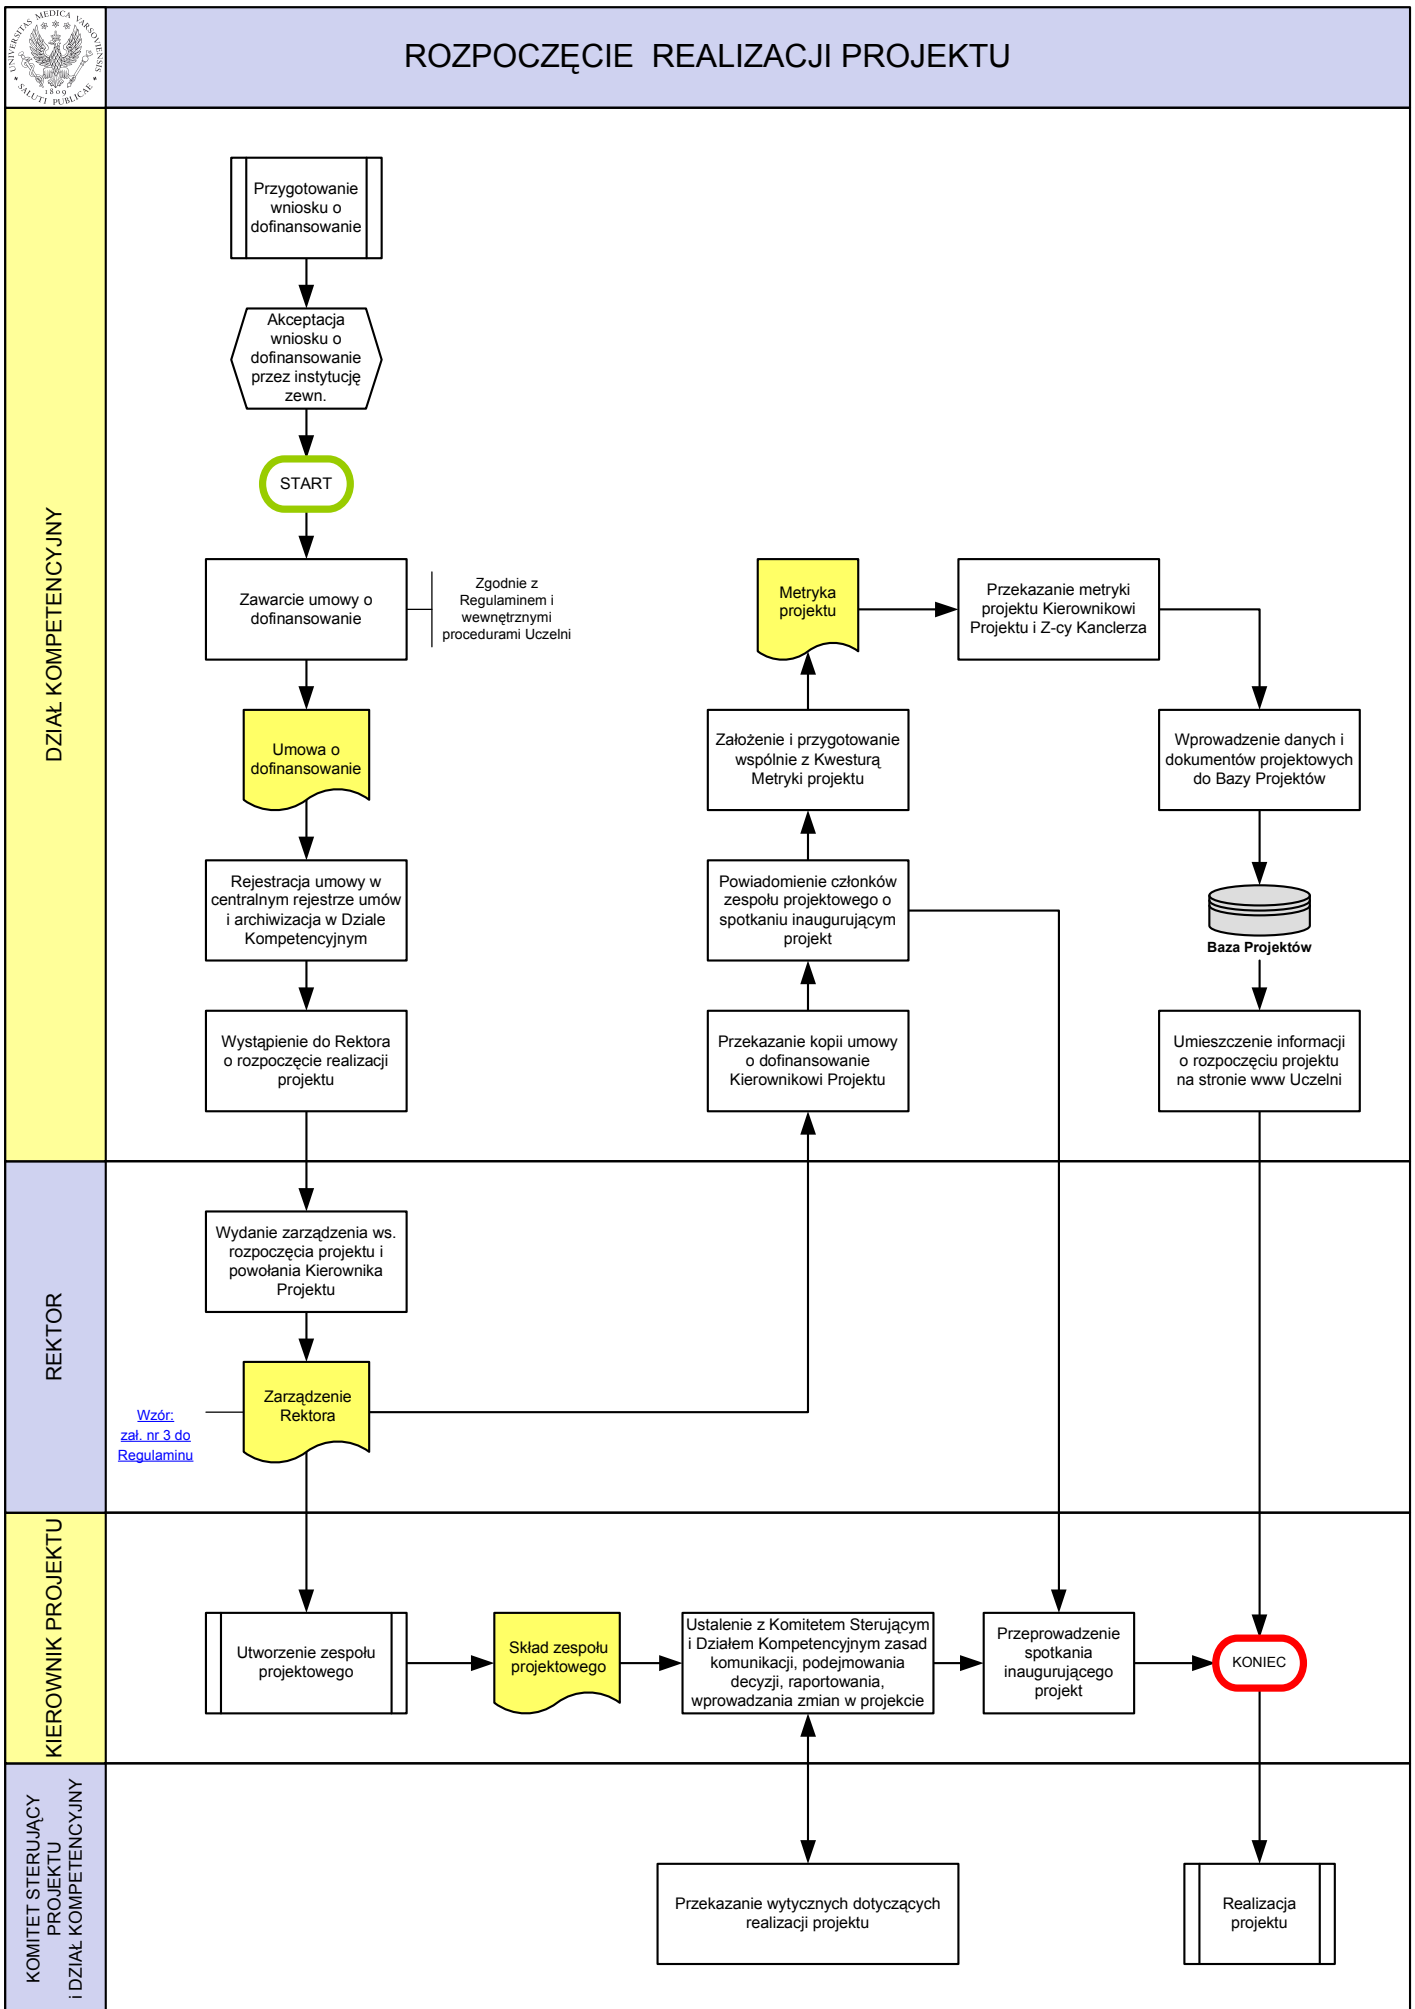 UNIVERSITAS MEDICA VARSOVIENSIS
SALUTI PUBLICAE
1809
ROZPOCZĘCIE REALIZACJI PROJEKTU
DZIAŁ KOMPETENCYJNY
Przygotowanie
wniosku o
dofinansowanie
Akceptacja
wniosku o
dofinansowanie
przez instytucję
zewn.
START
Zawarcie umowy o
dofinansowanie
Zgodnie z
Regulaminem i
wewnętrznymi
procedurami Uczelni
Umowa o
dofinansowanie
Rejestracja umowy w
centralnym rejestrze umów
i archiwizacja w Dziale
Kompetencyjnym
Wystąpienie do Rektora
o rozpoczęcie realizacji
projektu
Metryka
projektu
Przekazanie metryki
projektu Kierownikowi
Projektu i Z-cy Kanclerza
Założenie i przygotowanie
wspólnie z Kwesturą
Metryki projektu
Wprowadzenie danych i
dokumentów projektowych
do Bazy Projektów
Powiadomienie członków
zespołu projektowego o
spotkaniu inaugurującym
projekt
Baza Projektów
Przekazanie kopii umowy
o dofinansowanie
Kierownikowi Projektu
Umieszczenie informacji
o rozpoczęciu projektu
na stronie www Uczelni
REKTOR
Wydanie zarządzenia ws.
rozpoczęcia projektu i
powołania Kierownika
Projektu
Zarządzenie
Rektora
Wzór:
zał. nr 3 do
Regulaminu
KIEROWNIK PROJEKTU
Utworzenie zespołu
projektowego
Skład zespołu
projektowego
Ustalenie z Komitetem Sterującym
i Działem Kompetencyjnym zasad
komunikacji, podejmowania
decyzji, raportowania,
wprowadzania zmian w projekcie
Przeprowadzenie
spotkania
inaugurującego
projekt
KONIEC
KOMITET STERUJĄCY
PROJEKTU
i DZIAŁ KOMPETENCYJNY
Przekazanie wytycznych dotyczących
realizacji projektu
Realizacja
projektu